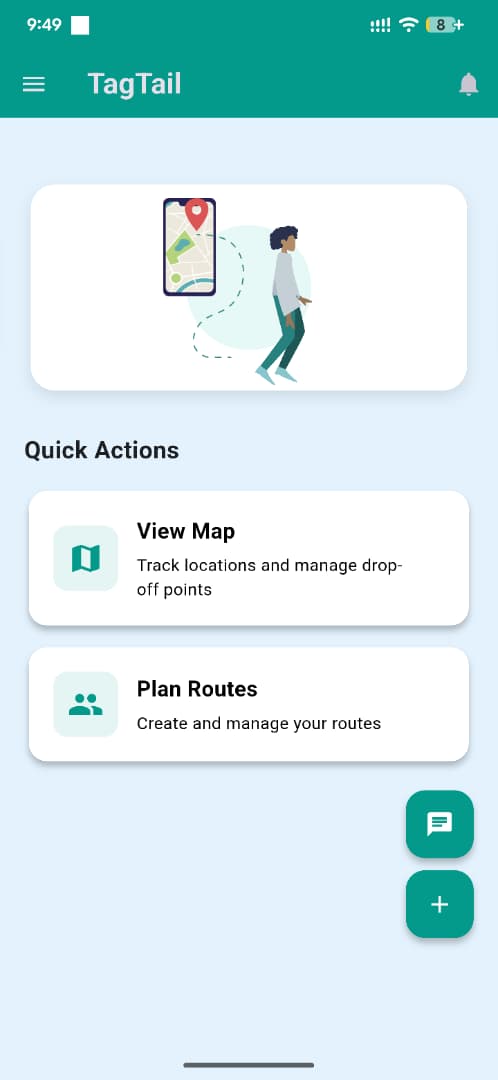 9:49
8
TagTail
Quick Actions
View Map
Track locations and manage drop-
off points
Plan Routes
Create and manage your routes